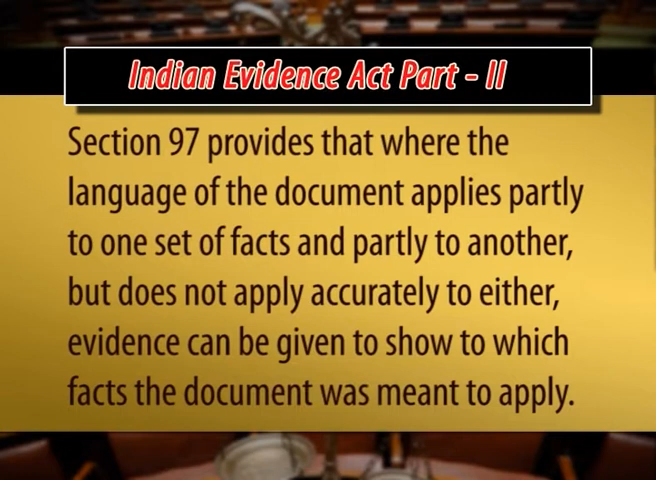 Indian Evidence Act Part - II
Section 97 provides that where the
language of the document applies partly
to one set of facts and partly to another,
but does not apply accurately to either,
evidence can be given to show to which
facts the document was meant to apply.